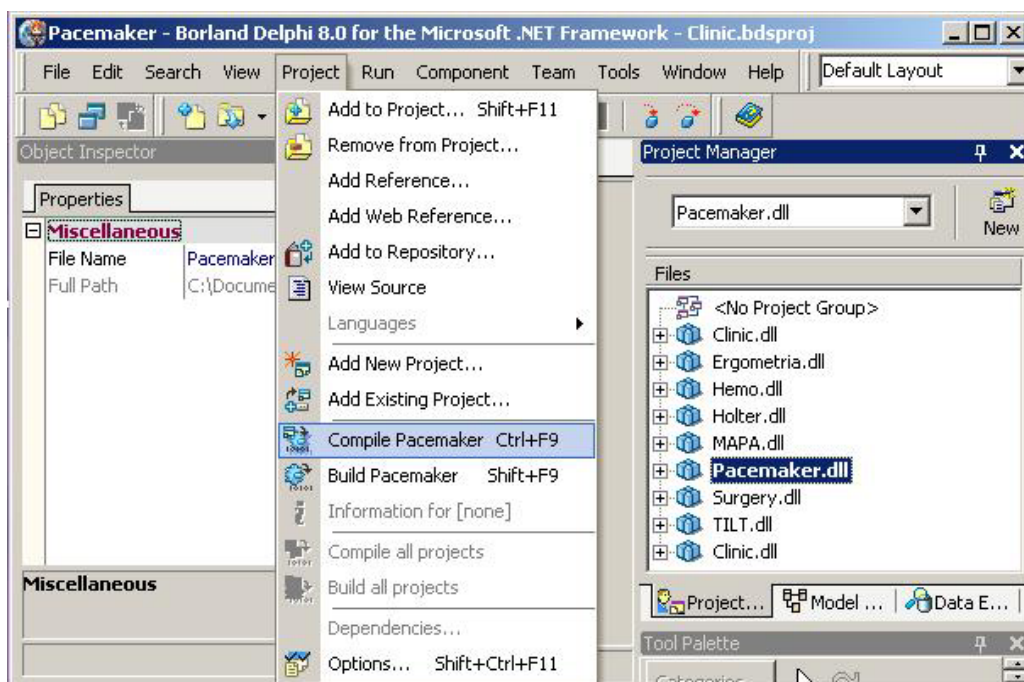 Pacemaker - Borland Delphi 8.0 for the Microsoft .NET Framework - Clinic.bdsproj
File Edit Search View Project Run Component Team Tools Window Help Default Layout
Object Inspector
Properties
Miscellaneous
File Name Pacemaker
Full Path C:\Docume
Add to Project... Shift+F11
Remove from Project...
Add Reference...
Add Web Reference...
Add to Repository...
View Source
Languages
Add New Project...
Add Existing Project...
Compile Pacemaker Ctrl+F9
Build Pacemaker Shift+F9
Information for [none]
Compile all projects
Build all projects
Dependencies...
Options... Shift+Ctrl+F11
Miscellaneous
Project Manager
Pacemaker.dll
New
Files
<No Project Group>
Clinic.dll
Ergometria.dll
Hemo.dll
Holter.dll
MAPA.dll
Pacemaker.dll
Surgery.dll
TILT.dll
Clinic.dll
Project... Model ... Data E...
Tool Palette
Categories